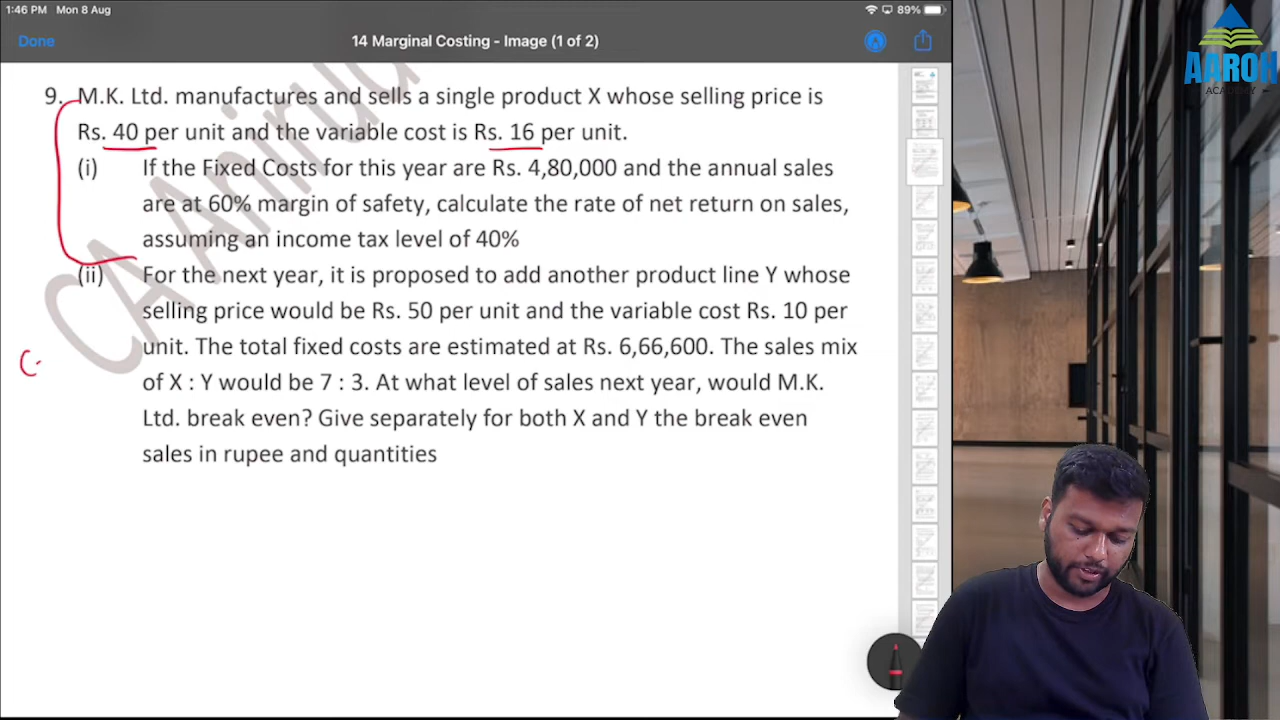 1:46 PM Mon 8 Aug
89%
Done
14 Marginal Costing - Image (1 of 2)
9. M.K. Ltd. manufactures and sells a single product X whose selling price is
Rs. 40 per unit and the variable cost is Rs. 16 per unit.
(i) If the Fixed Costs for this year are Rs. 4,80,000 and the annual sales
are at 60% margin of safety, calculate the rate of net return on sales,
assuming an income tax level of 40%
(ii) For the next year, it is proposed to add another product line Y whose
selling price would be Rs. 50 per unit and the variable cost Rs. 10 per
unit. The total fixed costs are estimated at Rs. 6,66,600. The sales mix
of X : Y would be 7 : 3. At what level of sales next year, would M.K.
Ltd. break even? Give separately for both X and Y the break even
sales in rupee and quantities
CA Anirud
AAROH
ACADEMY